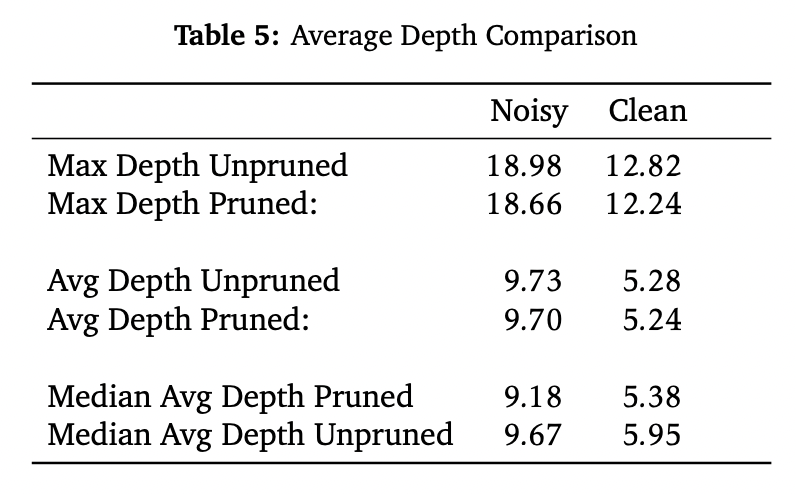 Table 5: Average Depth Comparison
Noisy Clean
Max Depth Unpruned 18.98 12.82
Max Depth Pruned: 18.66 12.24
Avg Depth Unpruned 9.73 5.28
Avg Depth Pruned: 9.70 5.24
Median Avg Depth Pruned 9.18 5.38
Median Avg Depth Unpruned 9.67 5.95